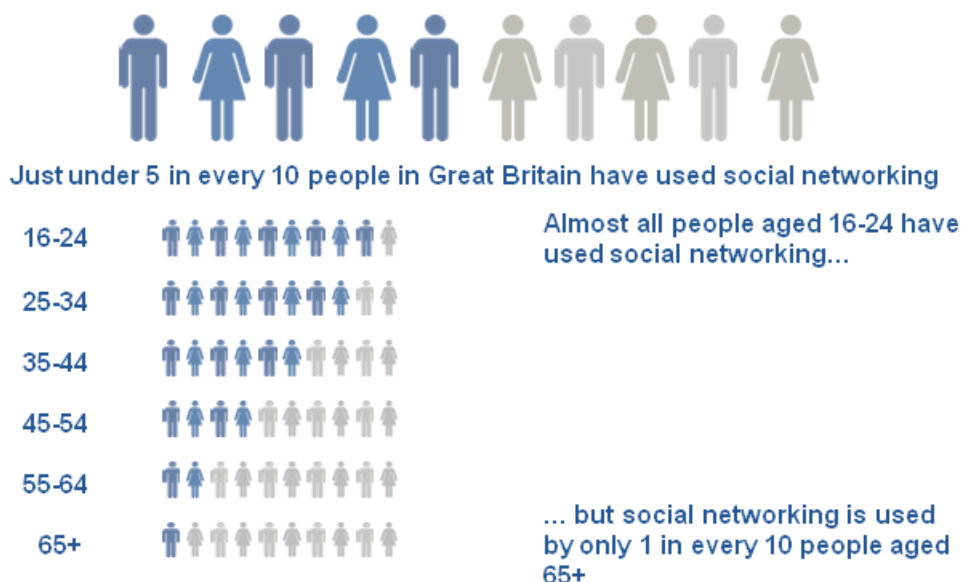 Just under 5 in every 10 people in Great Britain have used social networking
16-24
Almost all people aged 16-24 have
used social networking...
25-34
35-44
45-54
55-64
65+
... but social networking is used
by only 1 in every 10 people aged
65+